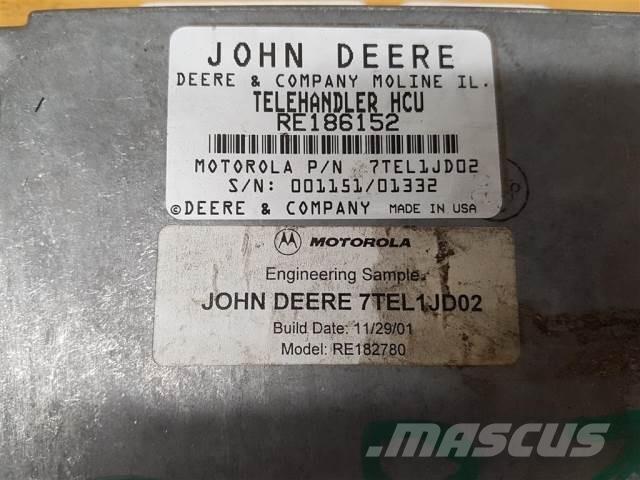 JOHN DEERE
DEERE & COMPANY MOLINE IL.
TELEHANDLER HCU
RE186152
MOTOROLA P/N 7TEL1JD02
S/N: 001151/01332
©DEERE & COMPANY MADE IN USA
MOTOROLA
Engineering Sample
JOHN DEERE 7TEL1JD02
Build Date: 11/29/01
Model: RE182780
MASCUS